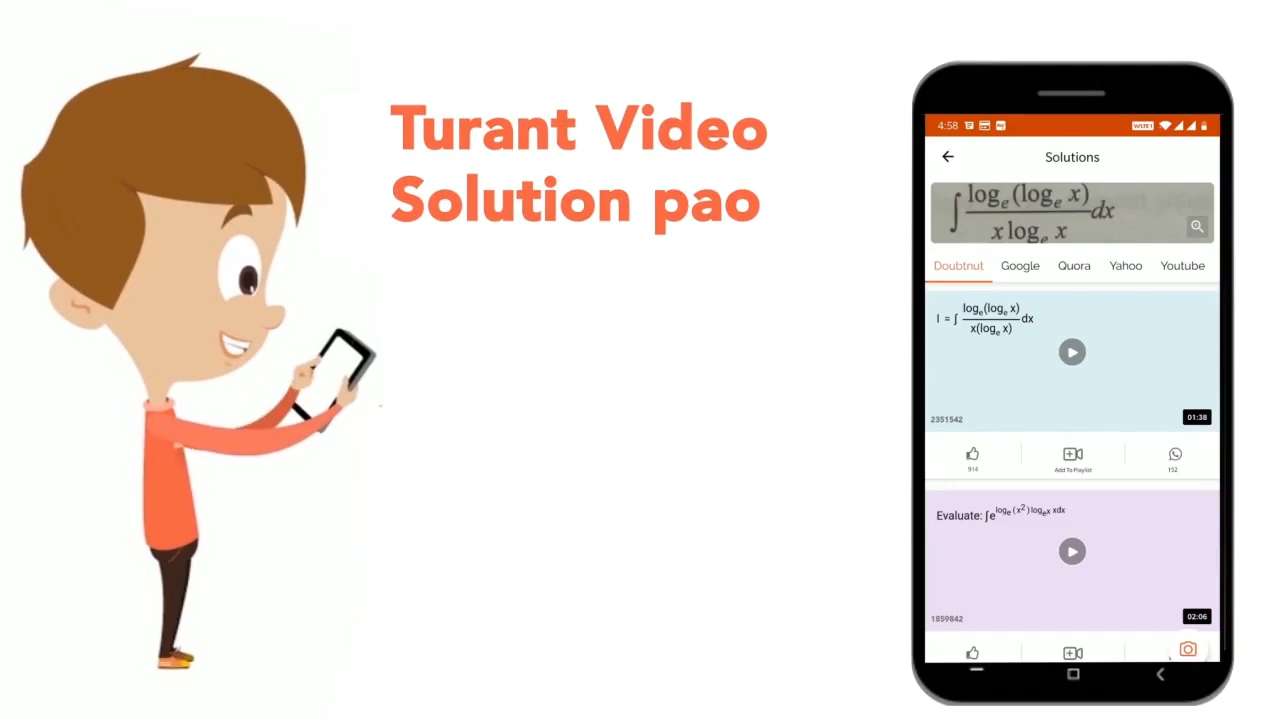 Turant Video
Solution pao
4:58
Solutions
∫ logₑ(logₑ x) / x logₑ x dx
Doubtnut Google Quora Yahoo Youtube
I = ∫ logₑ(logₑ x) / x(logₑ x) dx
2351542 01:38
914 Add To Playlist 152
Evaluate: ∫e^logₑ(x²)logₑx xdx
1859842 02:06